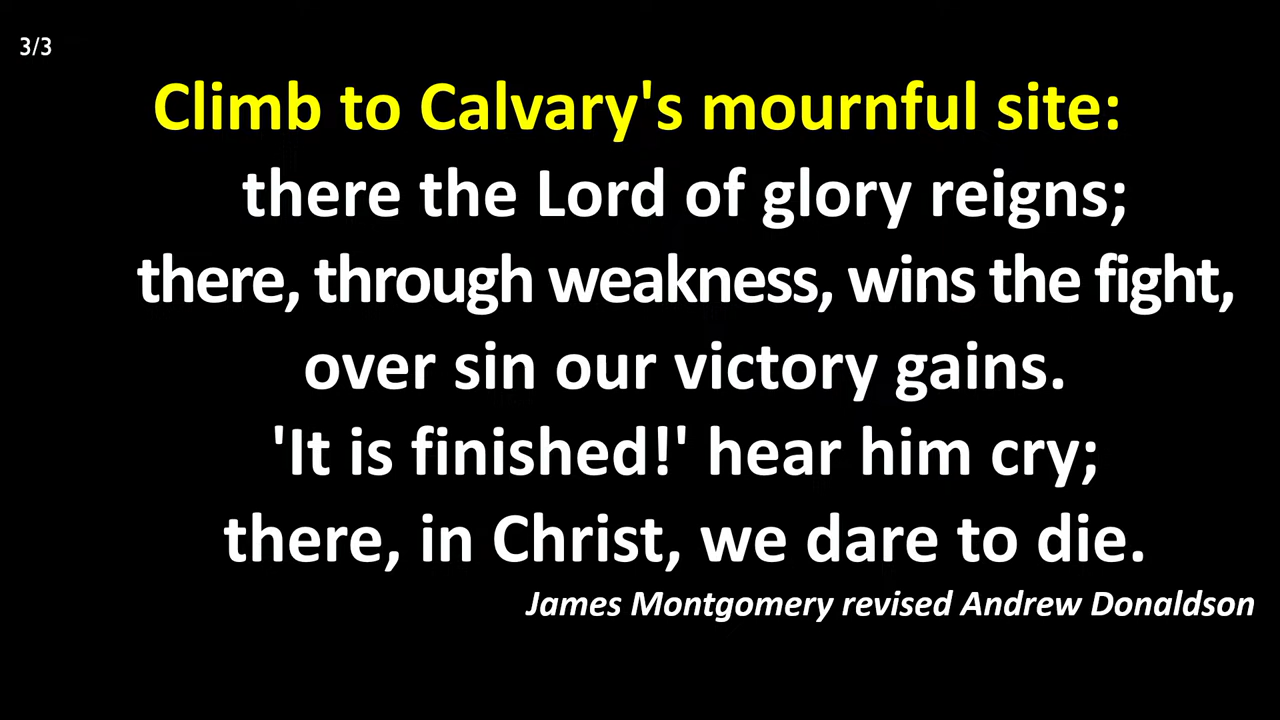 3/3
Climb to Calvary's mournful site:
there the Lord of glory reigns;
there, through weakness, wins the fight,
over sin our victory gains.
'It is finished!' hear him cry;
there, in Christ, we dare to die.
James Montgomery revised Andrew Donaldson